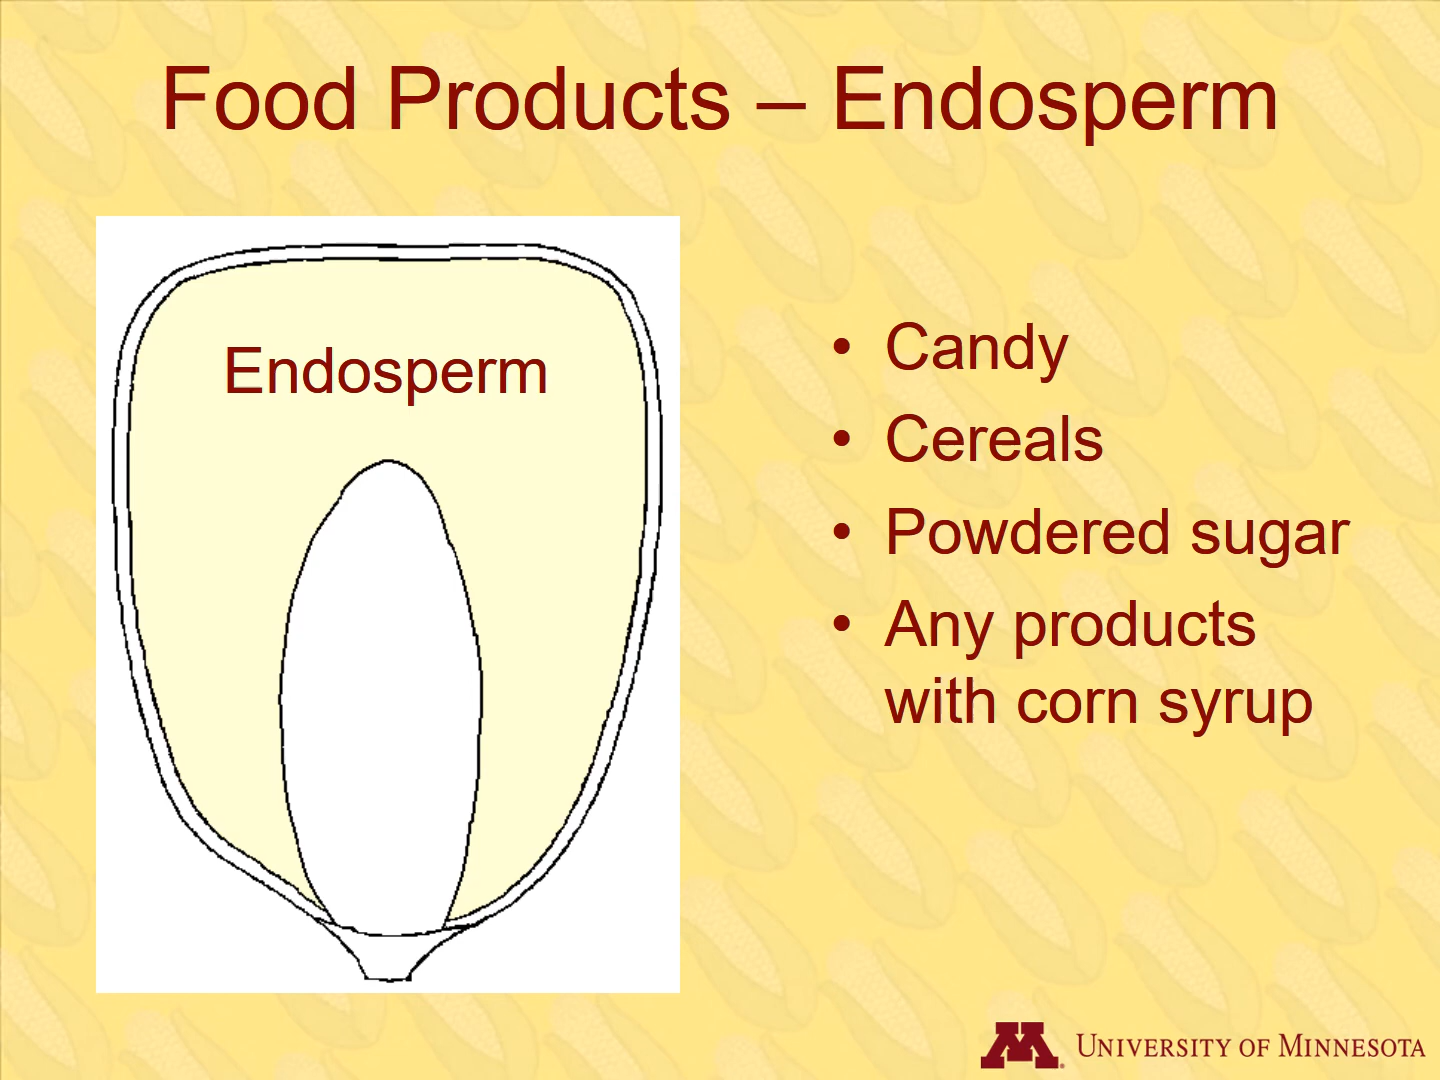 Food Products – Endosperm
Endosperm
• Candy
• Cereals
• Powdered sugar
• Any products
with corn syrup
M
UNIVERSITY OF MINNESOTA